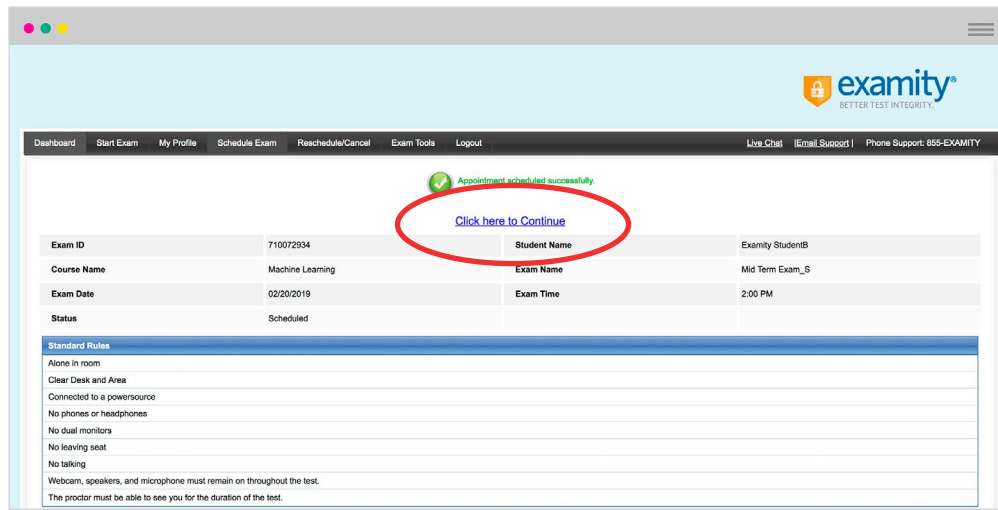 examity®
BETTER TEST INTEGRITY.
Dashboard Start Exam My Profile Schedule Exam Reschedule/Cancel Exam Tools Logout Live Chat |Email Support | Phone Support: 855-EXAMITY
Appointment scheduled successfully.
Click here to Continue
Exam ID 710072934 Student Name Examity StudentB
Course Name Machine Learning Exam Name Mid Term Exam_S
Exam Date 02/20/2019 Exam Time 2:00 PM
Status Scheduled
Standard Rules
Alone in room
Clear Desk and Area
Connected to a powersource
No phones or headphones
No dual monitors
No leaving seat
No talking
Webcam, speakers, and microphone must remain on throughout the test.
The proctor must be able to see you for the duration of the test.